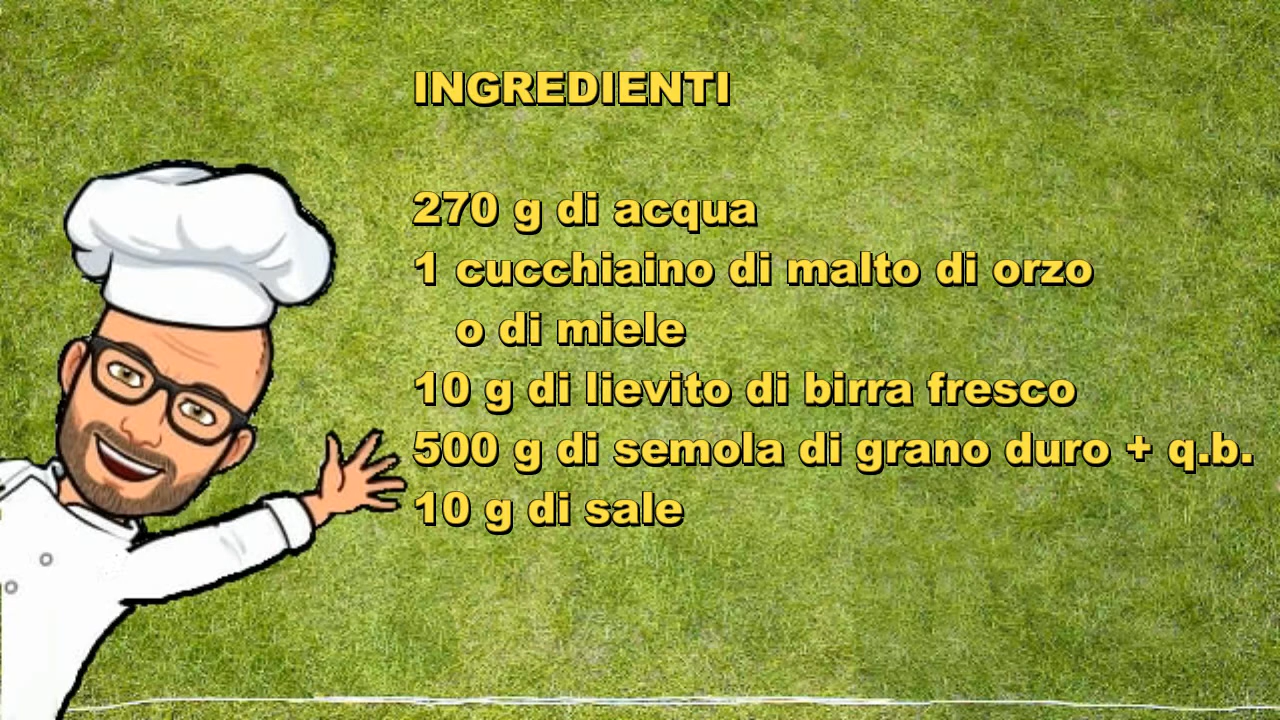 INGREDIENTI
270 g di acqua
1 cucchiaino di malto di orzo
o di miele
10 g di lievito di birra fresco
500 g di semola di grano duro + q.b.
10 g di sale